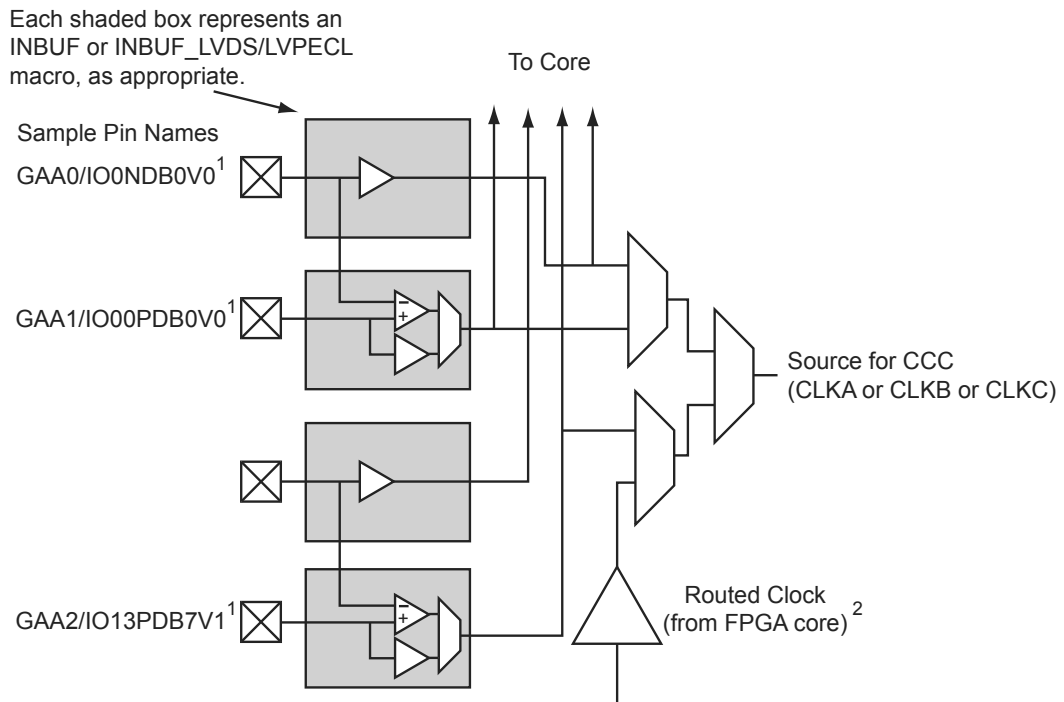 Each shaded box represents an
INBUF or INBUF_LVDS/LVPECL
macro, as appropriate.
To Core
Sample Pin Names
GAA0/IO0NDB0V0¹
GAA1/IO00PDB0V0¹
Source for CCC
(CLKA or CLKB or CLKC)
GAA2/IO13PDB7V1¹
Routed Clock
(from FPGA core)²
− +
− +